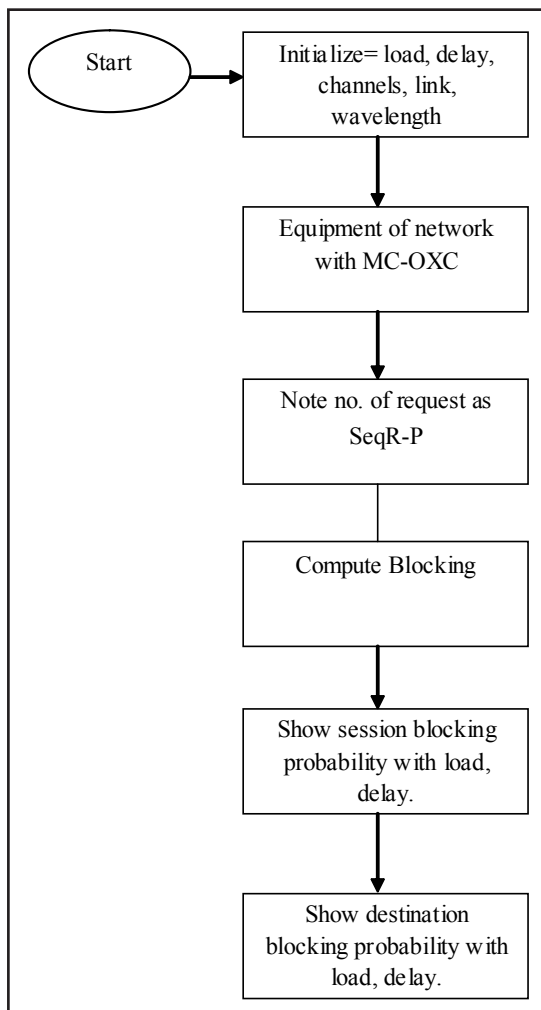 Start
Initialize= load, delay,
channels, link,
wavelength
Equipment of network
with MC-OXC
Note no. of request as
SeqR-P
Compute Blocking
Show session blocking
probability with load,
delay.
Show destination
blocking probability with
load, delay.